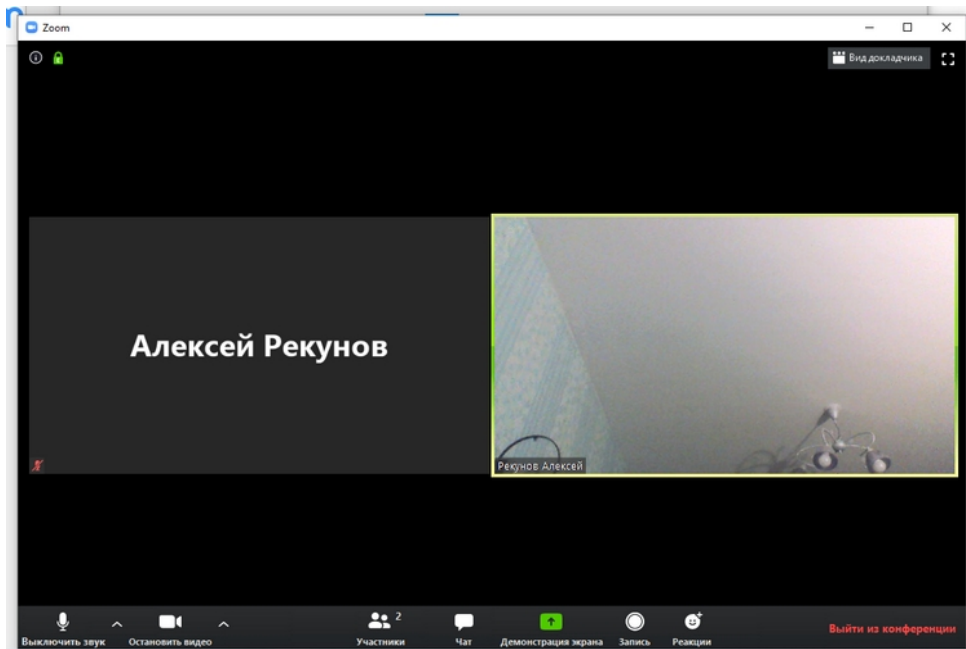 Zoom
Вид докладчика
Алексей Рекунов
Рекунов Алексей
2
Выключить звук
Остановить видео
Участники
Чат
Демонстрация экрана
Запись
Реакции
Выйти из конференции